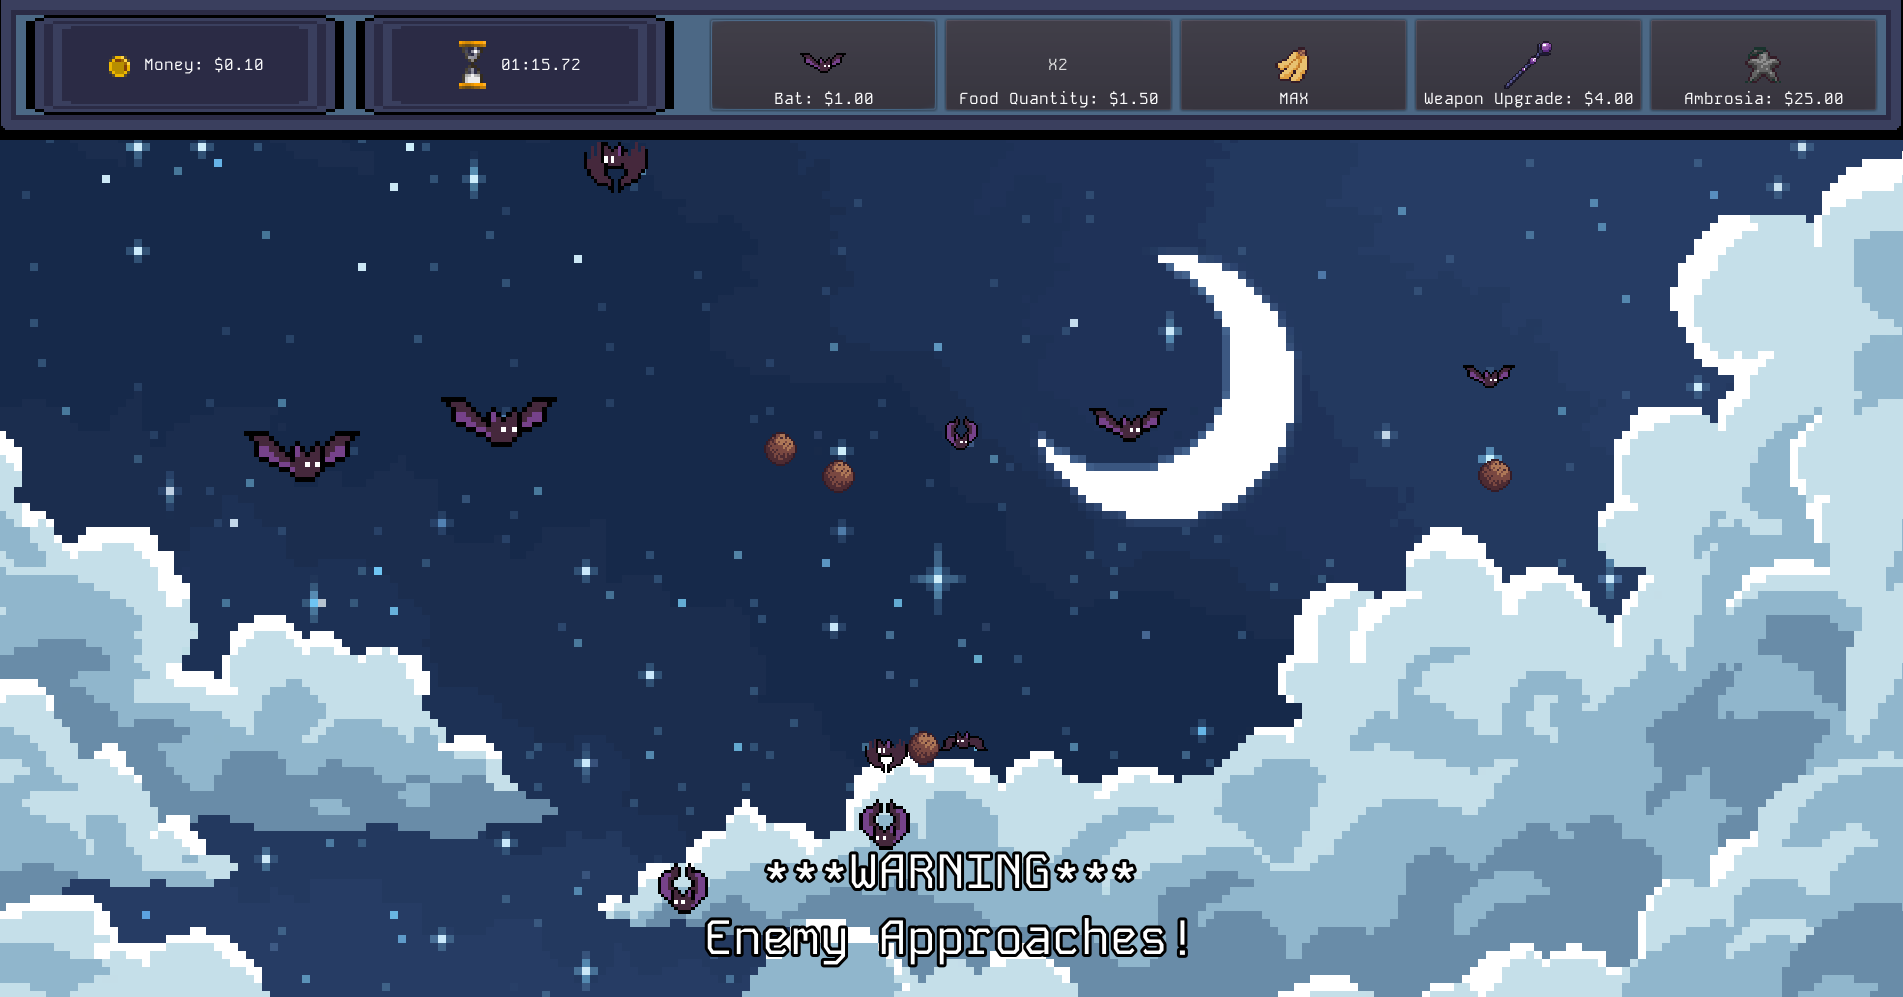 Money: $0.10
01:15.72
Bat: $1.00
X2
Food Quantity: $1.50
MAX
Weapon Upgrade: $4.00
Ambrosia: $25.00
***WARNING***
Enemy Approaches!